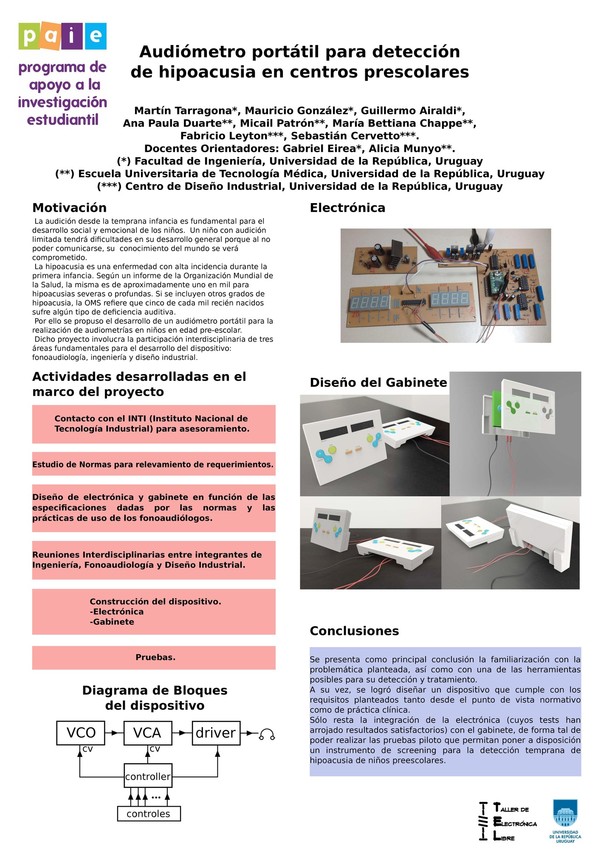 paie
programa de
apoyo a la
investigación
estudiantil
Audiómetro portátil para detección
de hipoacusia en centros prescolares
Martín Tarragona*, Mauricio González*, Guillermo Airaldi*,
Ana Paula Duarte**, Micail Patrón**, María Bettiana Chappe**,
Fabricio Leyton***, Sebastián Cervetto***.
Docentes Orientadores: Gabriel Eirea*, Alicia Munyo**.
(*) Facultad de Ingeniería, Universidad de la República, Uruguay
(**) Escuela Universitaria de Tecnología Médica, Universidad de la República, Uruguay
(***) Centro de Diseño Industrial, Universidad de la República, Uruguay
Motivación
La audición desde la temprana infancia es fundamental para el
desarrollo social y emocional de los niños. Un niño con audición
limitada tendrá dificultades en su desarrollo general porque al no
poder comunicarse, su conocimiento del mundo se verá
comprometido.
La hipoacusia es una enfermedad con alta incidencia durante la
primera infancia. Según un informe de la Organización Mundial de
la Salud, la misma es de aproximadamente uno en mil para
hipoacusias severas o profundas. Si se incluyen otros grados de
hipoacusia, la OMS refiere que cinco de cada mil recién nacidos
sufre algún tipo de deficiencia auditiva.
Por ello se propuso el desarrollo de un audiómetro portátil para la
realización de audiometrías en niños en edad pre-escolar.
Dicho proyecto involucra la participación interdisciplinaria de tres
áreas fundamentales para el desarrollo del dispositivo:
fonoaudiología, ingeniería y diseño industrial.
Actividades desarrolladas en el
marco del proyecto
Contacto con el INTI (Instituto Nacional de
Tecnología Industrial) para asesoramiento.
Estudio de Normas para relevamiento de requerimientos.
Diseño de electrónica y gabinete en función de las
especificaciones dadas por las normas y las
prácticas de uso de los fonoaudiólogos.
Reuniones Interdisciplinarias entre integrantes de
Ingeniería, Fonoaudiología y Diseño Industrial.
Construcción del dispositivo.
-Electrónica
-Gabinete
Pruebas.
Diagrama de Bloques
del dispositivo
VCO VCA driver
cv cv
controller
...
controles
Electrónica
Diseño del Gabinete
Conclusiones
Se presenta como principal conclusión la familiarización con la
problemática planteada, así como con una de las herramientas
posibles para su detección y tratamiento.
A su vez, se logró diseñar un dispositivo que cumple con los
requisitos planteados tanto desde el punto de vista normativo
como de práctica clínica.
Sólo resta la integración de la electrónica (cuyos tests han
arrojado resultados satisfactorios) con el gabinete, de forma tal de
poder realizar las pruebas piloto que permitan poner a disposición
un instrumento de screening para la detección temprana de
hipoacusia de niños preescolares.
Taller de
Electrónica
Libre
UNIVERSIDAD
DE LA REPÚBLICA
URUGUAY